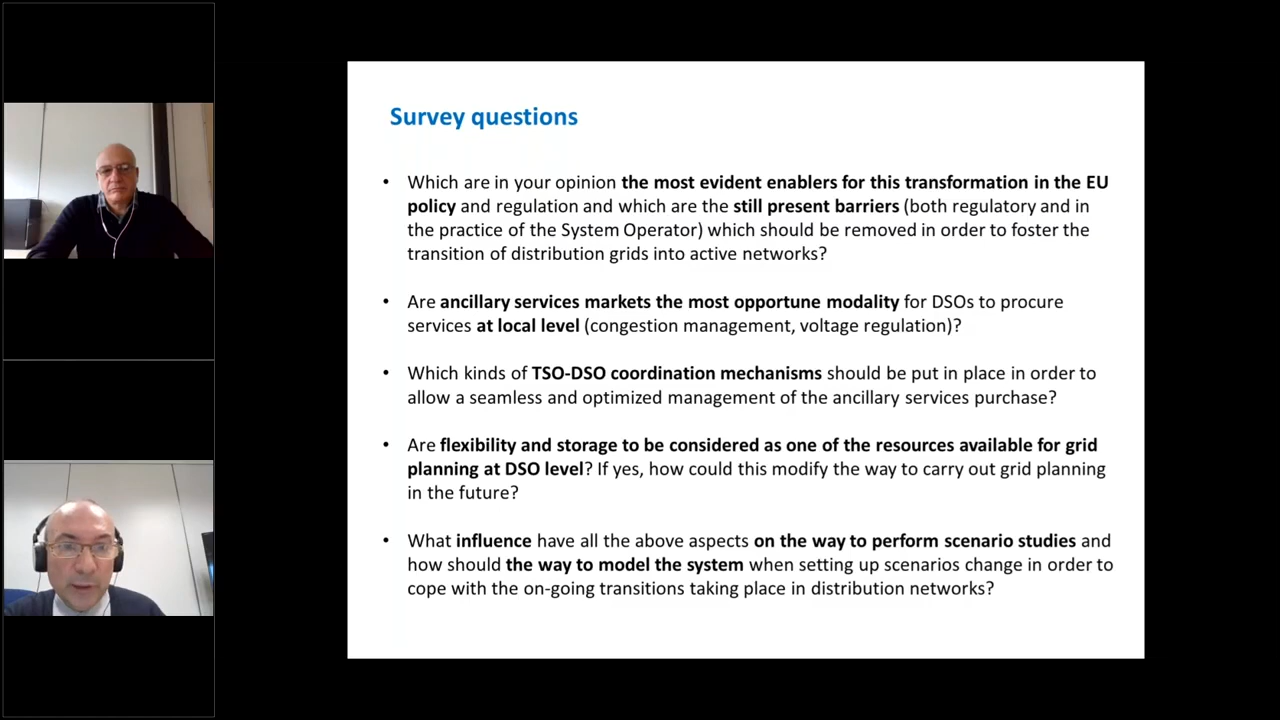 Survey questions
• Which are in your opinion the most evident enablers for this transformation in the EU
policy and regulation and which are the still present barriers (both regulatory and in
the practice of the System Operator) which should be removed in order to foster the
transition of distribution grids into active networks?
• Are ancillary services markets the most opportune modality for DSOs to procure
services at local level (congestion management, voltage regulation)?
• Which kinds of TSO-DSO coordination mechanisms should be put in place in order to
allow a seamless and optimized management of the ancillary services purchase?
• Are flexibility and storage to be considered as one of the resources available for grid
planning at DSO level? If yes, how could this modify the way to carry out grid planning
in the future?
• What influence have all the above aspects on the way to perform scenario studies and
how should the way to model the system when setting up scenarios change in order to
cope with the on-going transitions taking place in distribution networks?